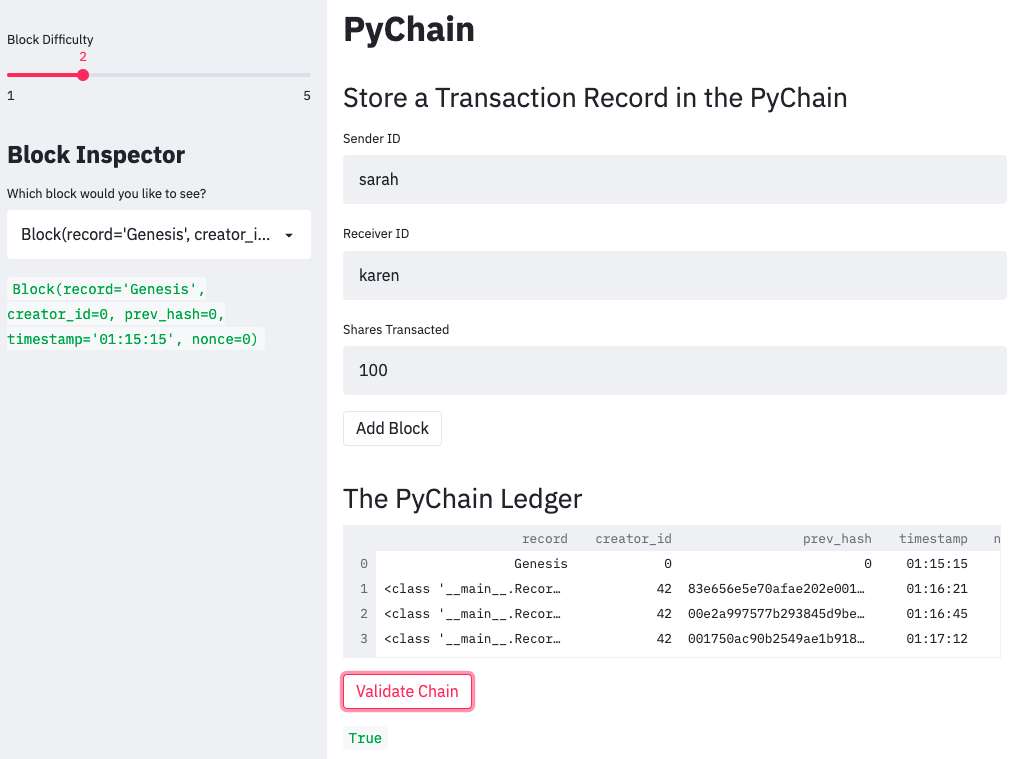 Block Difficulty
2
1 5
Block Inspector
Which block would you like to see?
Block(record='Genesis', creator_i...
Block(record='Genesis',
creator_id=0, prev_hash=0,
timestamp='01:15:15', nonce=0)
PyChain
Store a Transaction Record in the PyChain
Sender ID
sarah
Receiver ID
karen
Shares Transacted
100
Add Block
The PyChain Ledger
record creator_id prev_hash timestamp n
0 Genesis 0 0 01:15:15
1 <class '__main__.Recor… 42 83e656e5e70afae202e001… 01:16:21
2 <class '__main__.Recor… 42 00e2a997577b293845d9be… 01:16:45
3 <class '__main__.Recor… 42 001750ac90b2549ae1b918… 01:17:12
Validate Chain
True